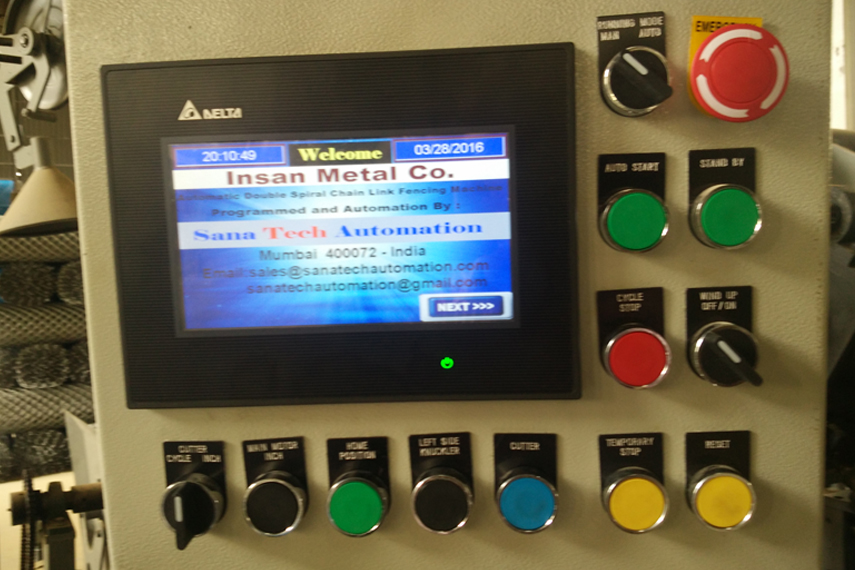 RUNNING MODE
MAN AUTO
DELTA
20:10:49
Welcome
03/28/2016
Insan Metal Co.
Automatic Double Spiral Chain Link Fencing Machine
Programmed and Automation By :
Sana Tech Automation
Mumbai 400072 - India
Email:sales@sanatechautomation.com
sanatechautomation@gmail.com
NEXT >>>
AUTO START
STAND BY
CYCLE
STOP
WIND UP
OFF/ON
CUTTER
CYCLE INCH
MAIN MOTOR
INCH
HOME
POSITION
LEFT SIDE
KNUCKLER
CUTTER
TEMPORARY
STOP
RESET